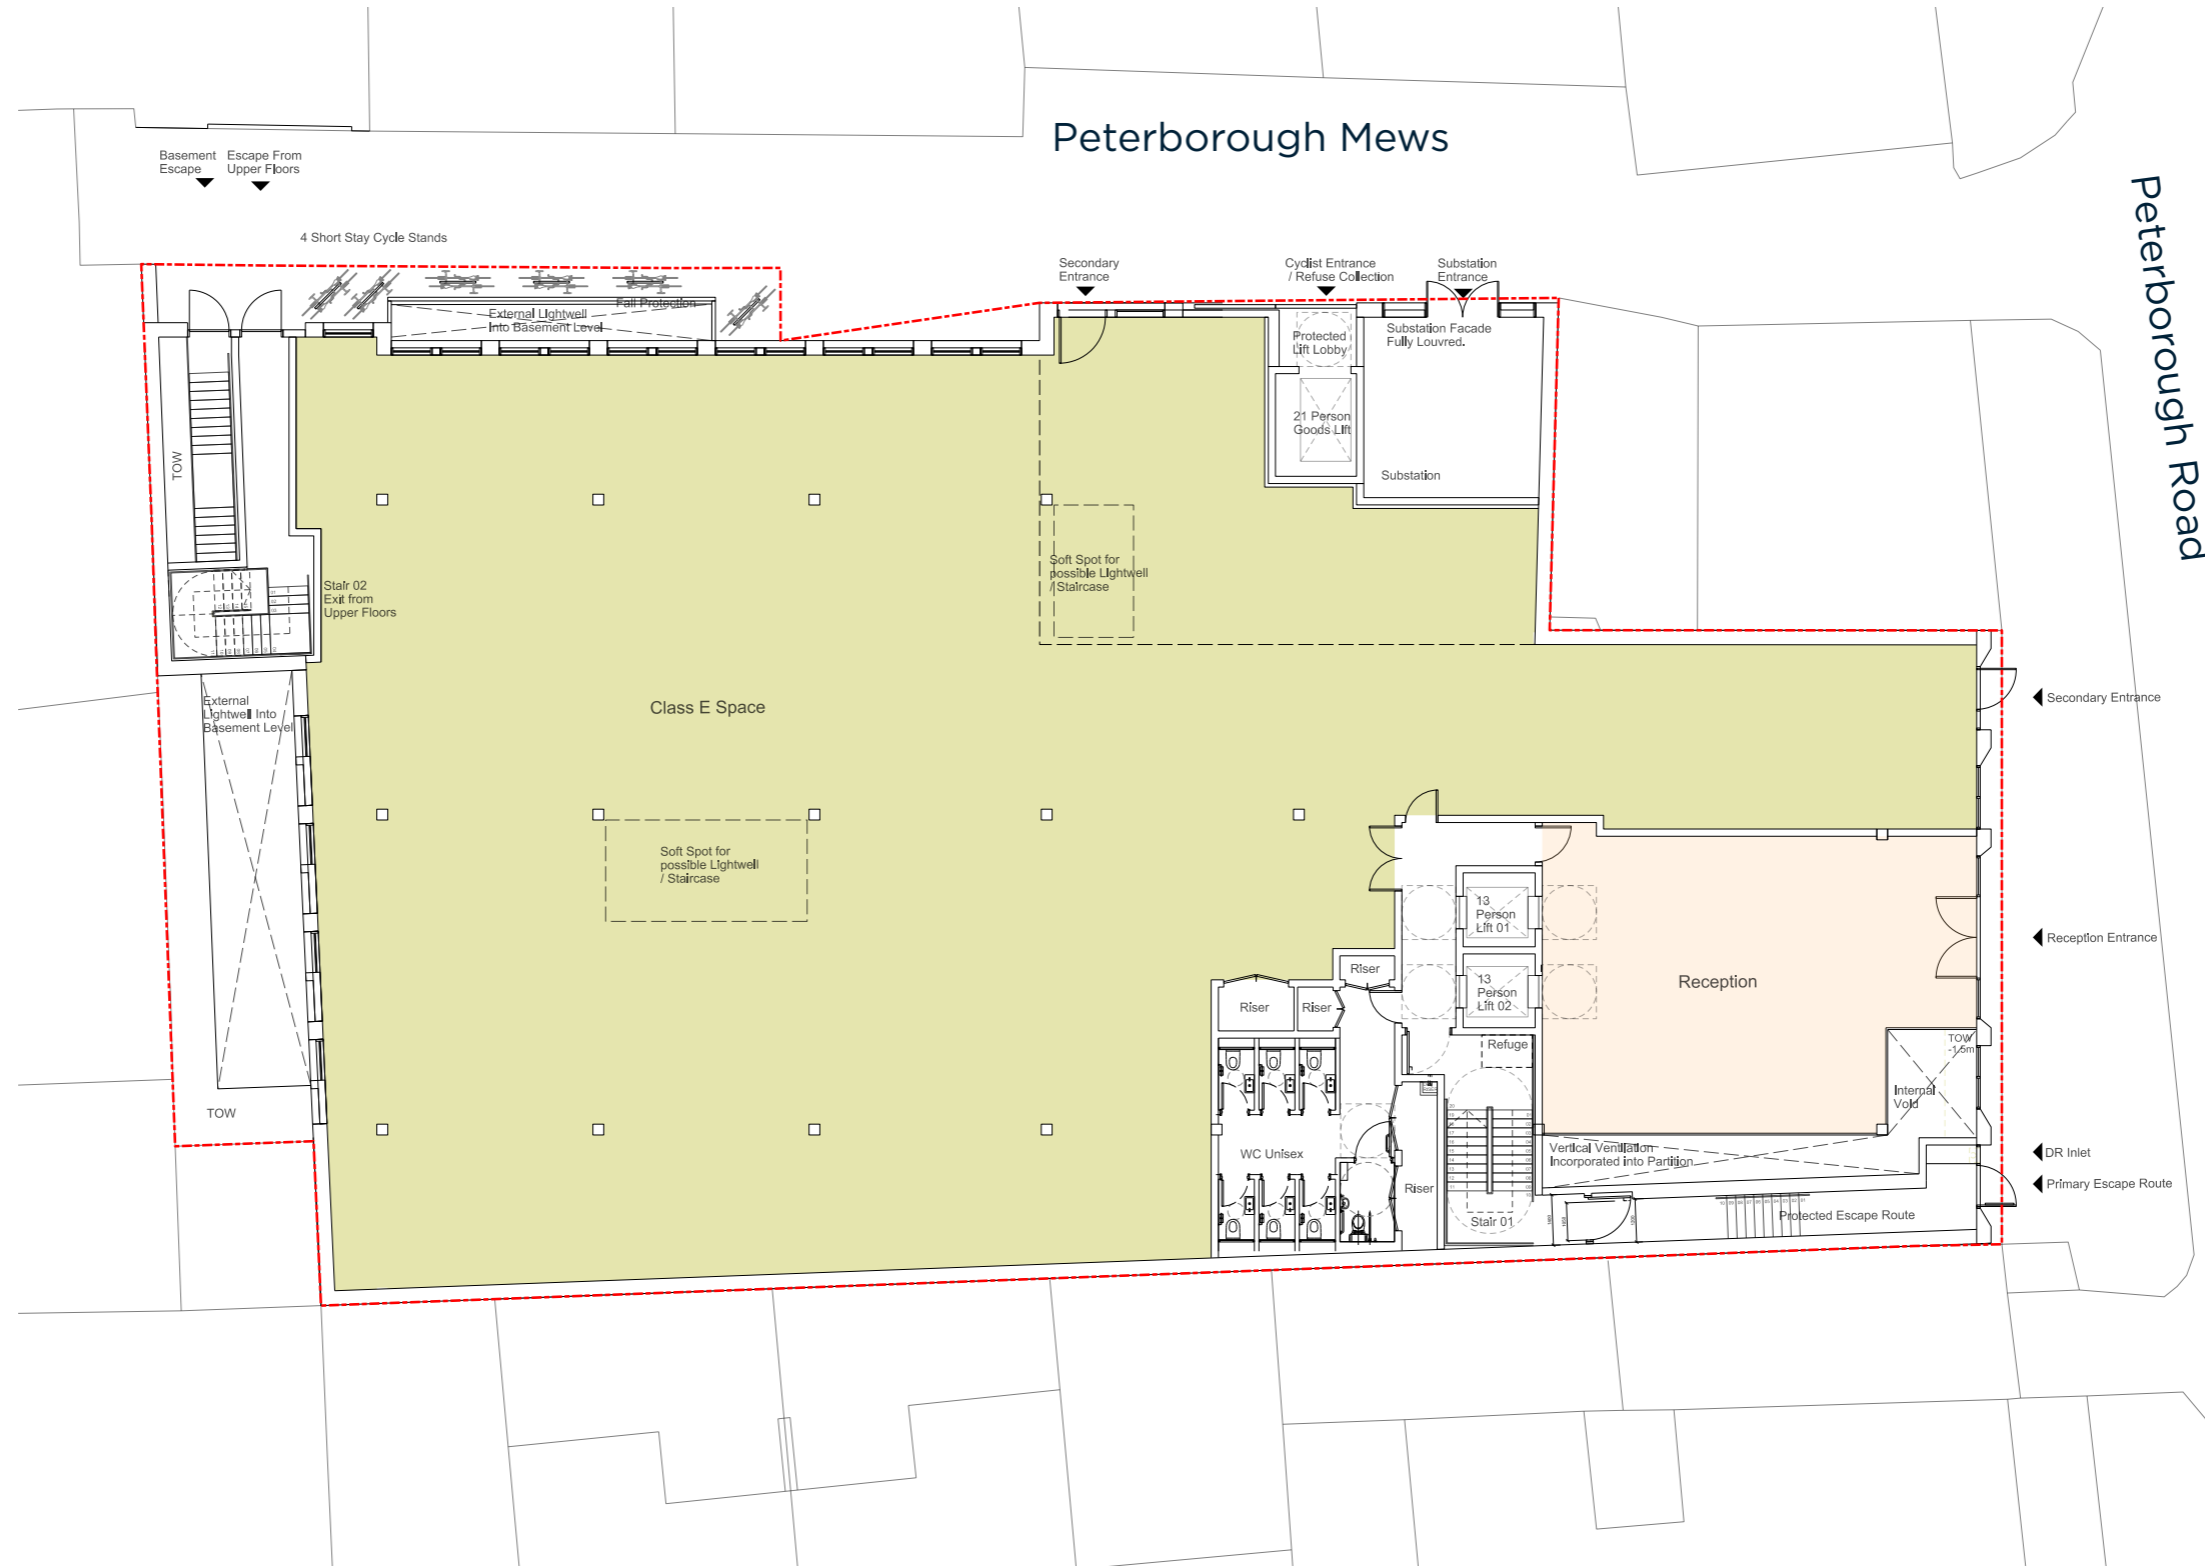 Peterborough Mews
Peterborough Road
Basement
Escape
Escape From
Upper Floors
4 Short Stay Cycle Stands
Secondary
Entrance
Cyclist Entrance
/ Refuse Collection
Substation
Entrance
Fall Protection
External Lightwell
Into Basement Level
Protected
Lift Lobby
Substation Facade
Fully Louvred.
21 Person
Goods Lift
TOW
Substation
Soft Spot for
possible Lightwell
/ Staircase
Stair 02
Exit from
Upper Floors
External
Lightwell Into
Basement Level
Class E Space
Secondary Entrance
Soft Spot for
possible Lightwell
/ Staircase
13
Person
Lift 01
Reception Entrance
Riser
13
Person
Lift 02
Reception
Riser
Riser
Refuge
TOW
-1.5m
Internal
Void
TOW
WC Unisex
Vertical Ventilation
Incorporated into Partition
DR Inlet
Riser
Primary Escape Route
Stair 01
Protected Escape Route